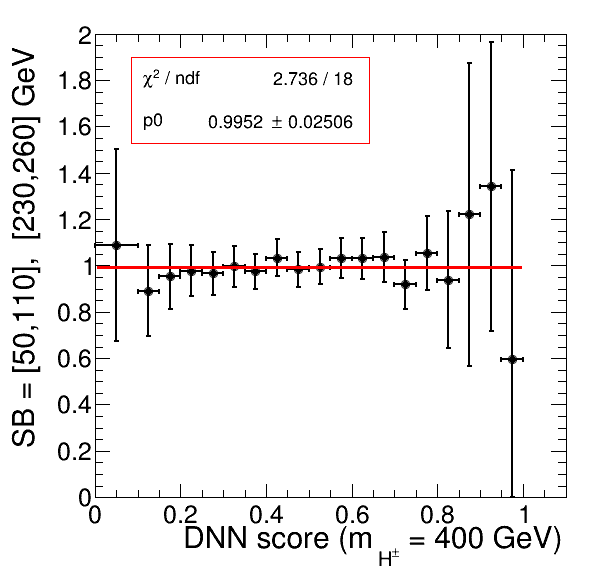 χ² / ndf 2.736 / 18
p0 0.9952 ± 0.02506
SB = [50,110], [230,260] GeV
2
1.8
1.6
1.4
1.2
1
0.8
0.6
0.4
0.2
0
0 0.2 0.4 0.6 0.8 1
DNN score (m_H± = 400 GeV)